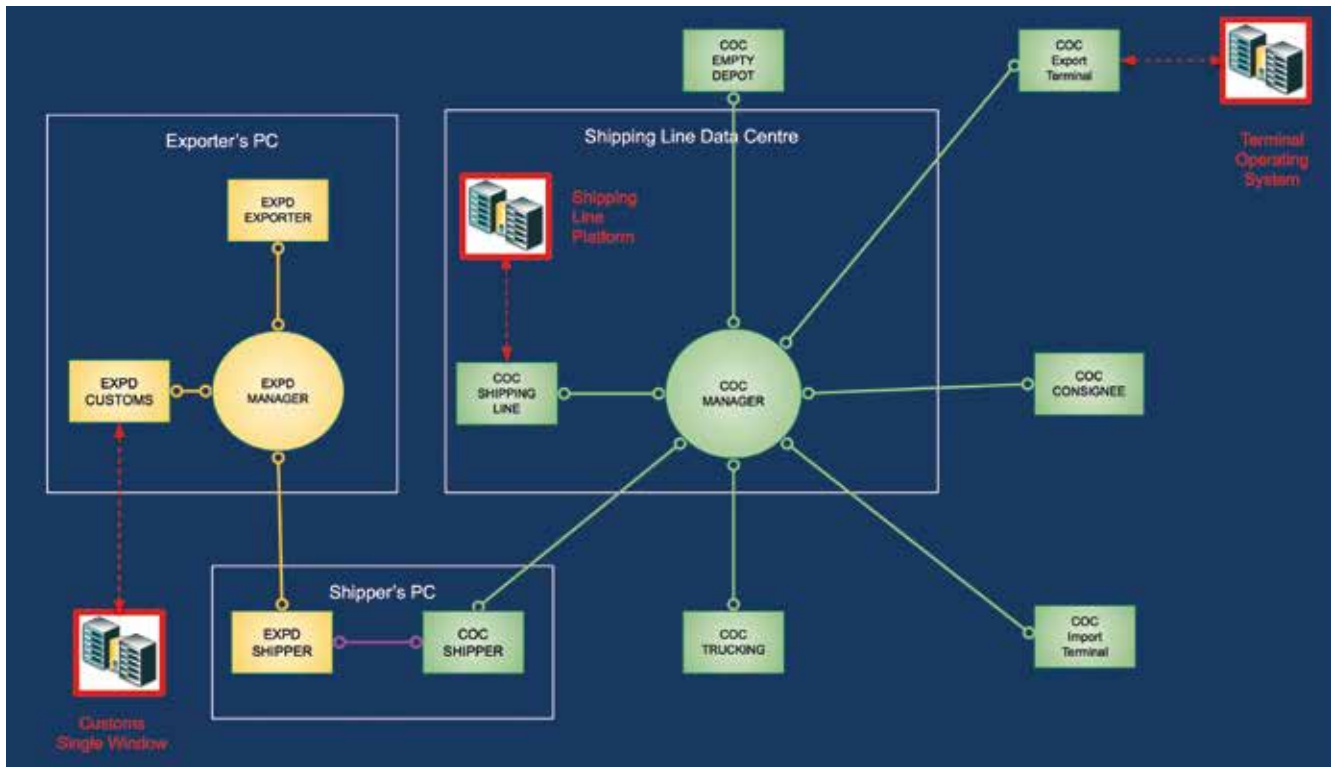 COC
EMPTY
DEPOT
COC
Export
Terminal
Terminal
Operating
System
Exporter's PC
Shipping Line Data Centre
EXPD
EXPORTER
Shipping
Line
Platform
EXPD
CUSTOMS
EXPD
MANAGER
COC
SHIPPING
LINE
COC
MANAGER
COC
CONSIGNEE
Shipper's PC
EXPD
SHIPPER
COC
SHIPPER
COC
TRUCKING
COC
Import
Terminal
Customs
Single Window